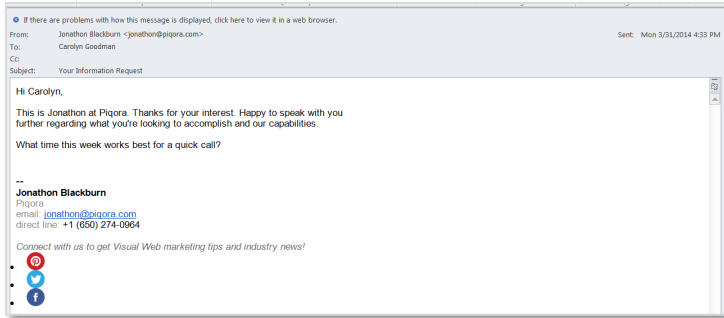 If there are problems with how this message is displayed, click here to view it in a web browser.
From: Jonathon Blackburn <jonathon@piqora.com> Sent: Mon 3/31/2014 4:33 PM
To: Carolyn Goodman
Cc:
Subject: Your Information Request
Hi Carolyn,
This is Jonathon at Piqora. Thanks for your interest. Happy to speak with you
further regarding what you're looking to accomplish and our capabilities.
What time this week works best for a quick call?
--
Jonathon Blackburn
Piqora
email: jonathon@piqora.com
direct line: +1 (650) 274-0964
Connect with us to get Visual Web marketing tips and industry news!